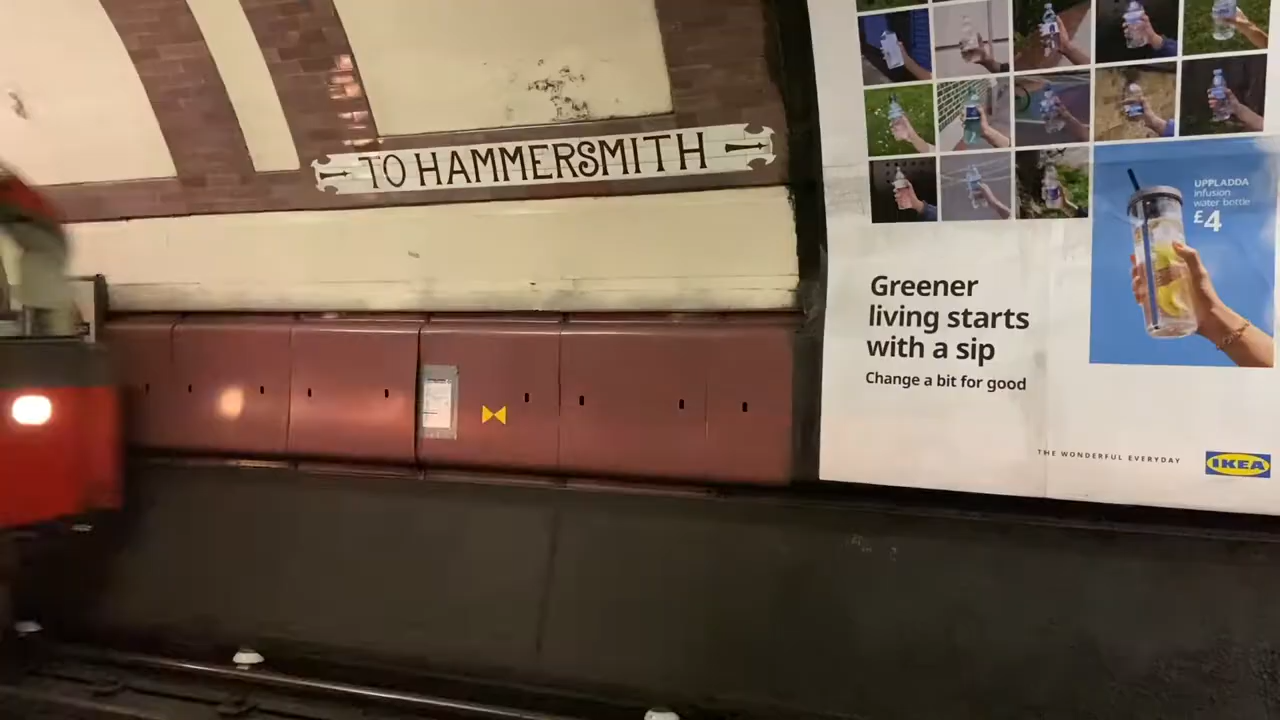 TO HAMMERSMITH
UPPLADDA
infusion
water bottle
£4
Greener
living starts
with a sip
Change a bit for good
THE WONDERFUL EVERYDAY
IKEA